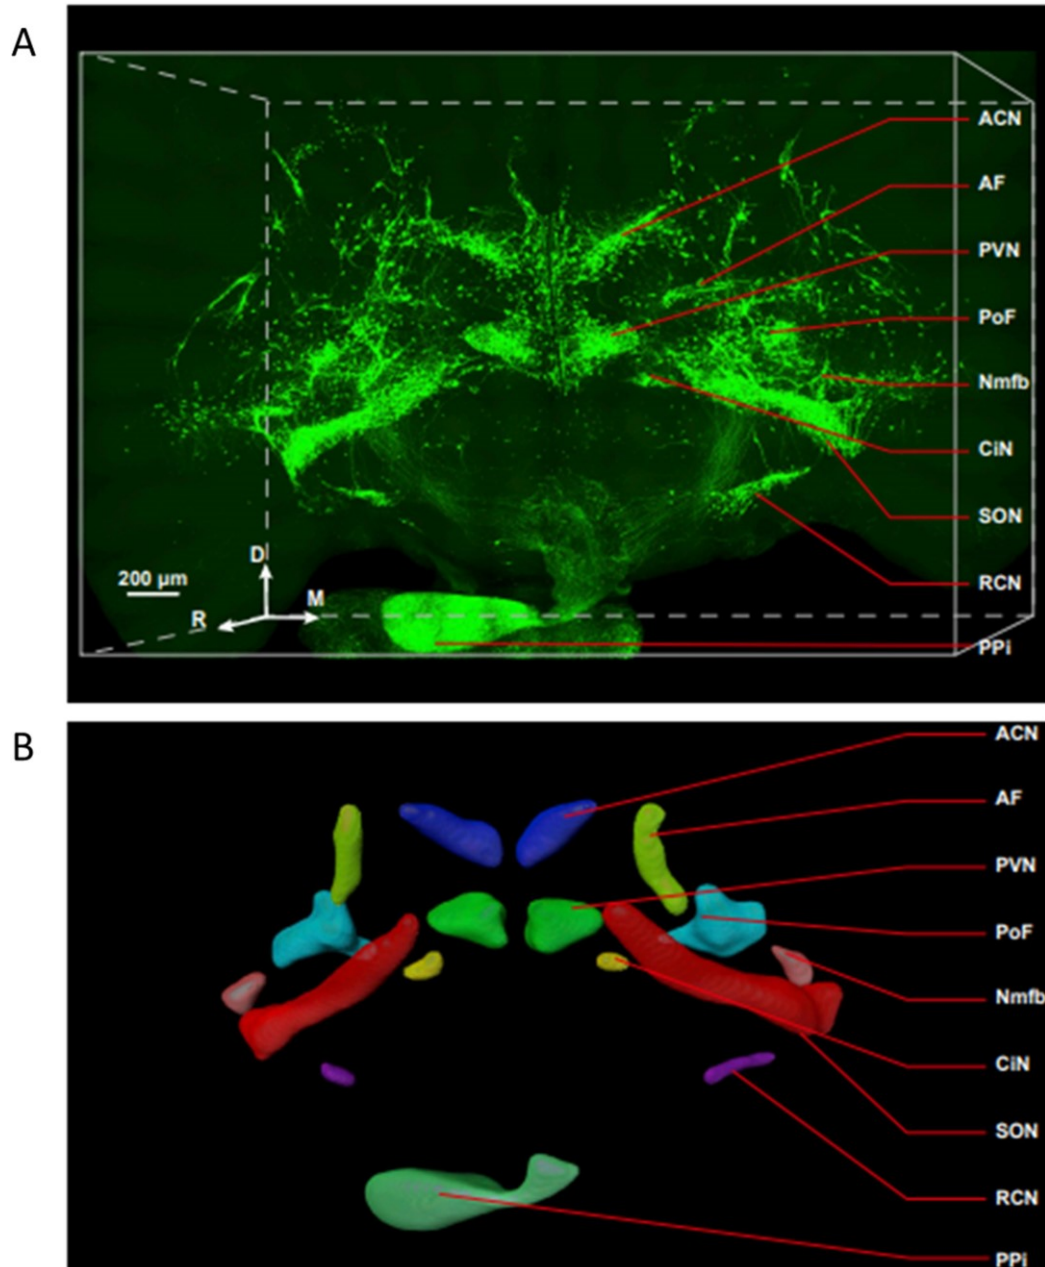 A
ACN
AF
PVN
PoF
Nmfb
CiN
SON
RCN
PPi
200 µm
D
M
R
B
ACN
AF
PVN
PoF
Nmfb
CiN
SON
RCN
PPi